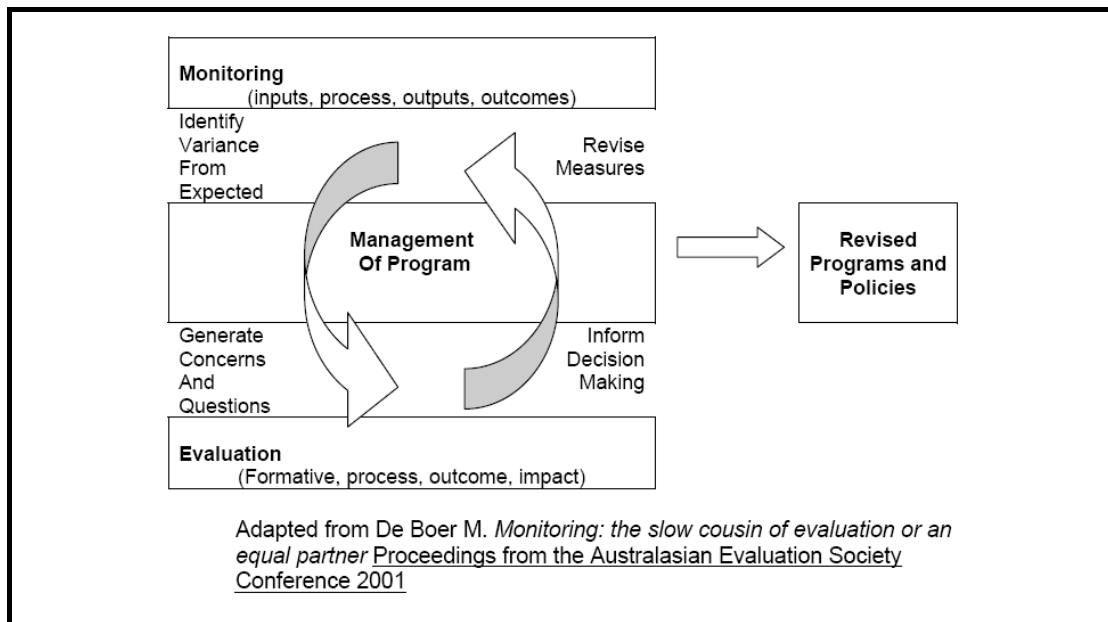 Monitoring
(inputs, process, outputs, outcomes)
Identify
Variance
From
Expected
Revise
Measures
Management
Of Program
Revised
Programs and
Policies
Generate
Concerns
And
Questions
Inform
Decision
Making
Evaluation
(Formative, process, outcome, impact)
Adapted from De Boer M. Monitoring: the slow cousin of evaluation or an
equal partner Proceedings from the Australasian Evaluation Society
Conference 2001